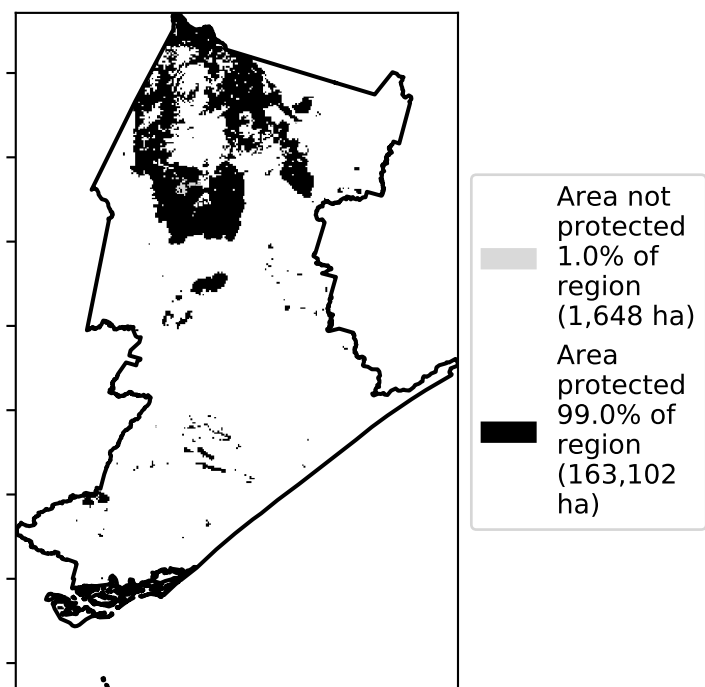 Area not
protected
1.0% of
region
(1,648 ha)
Area
protected
99.0% of
region
(163,102
ha)